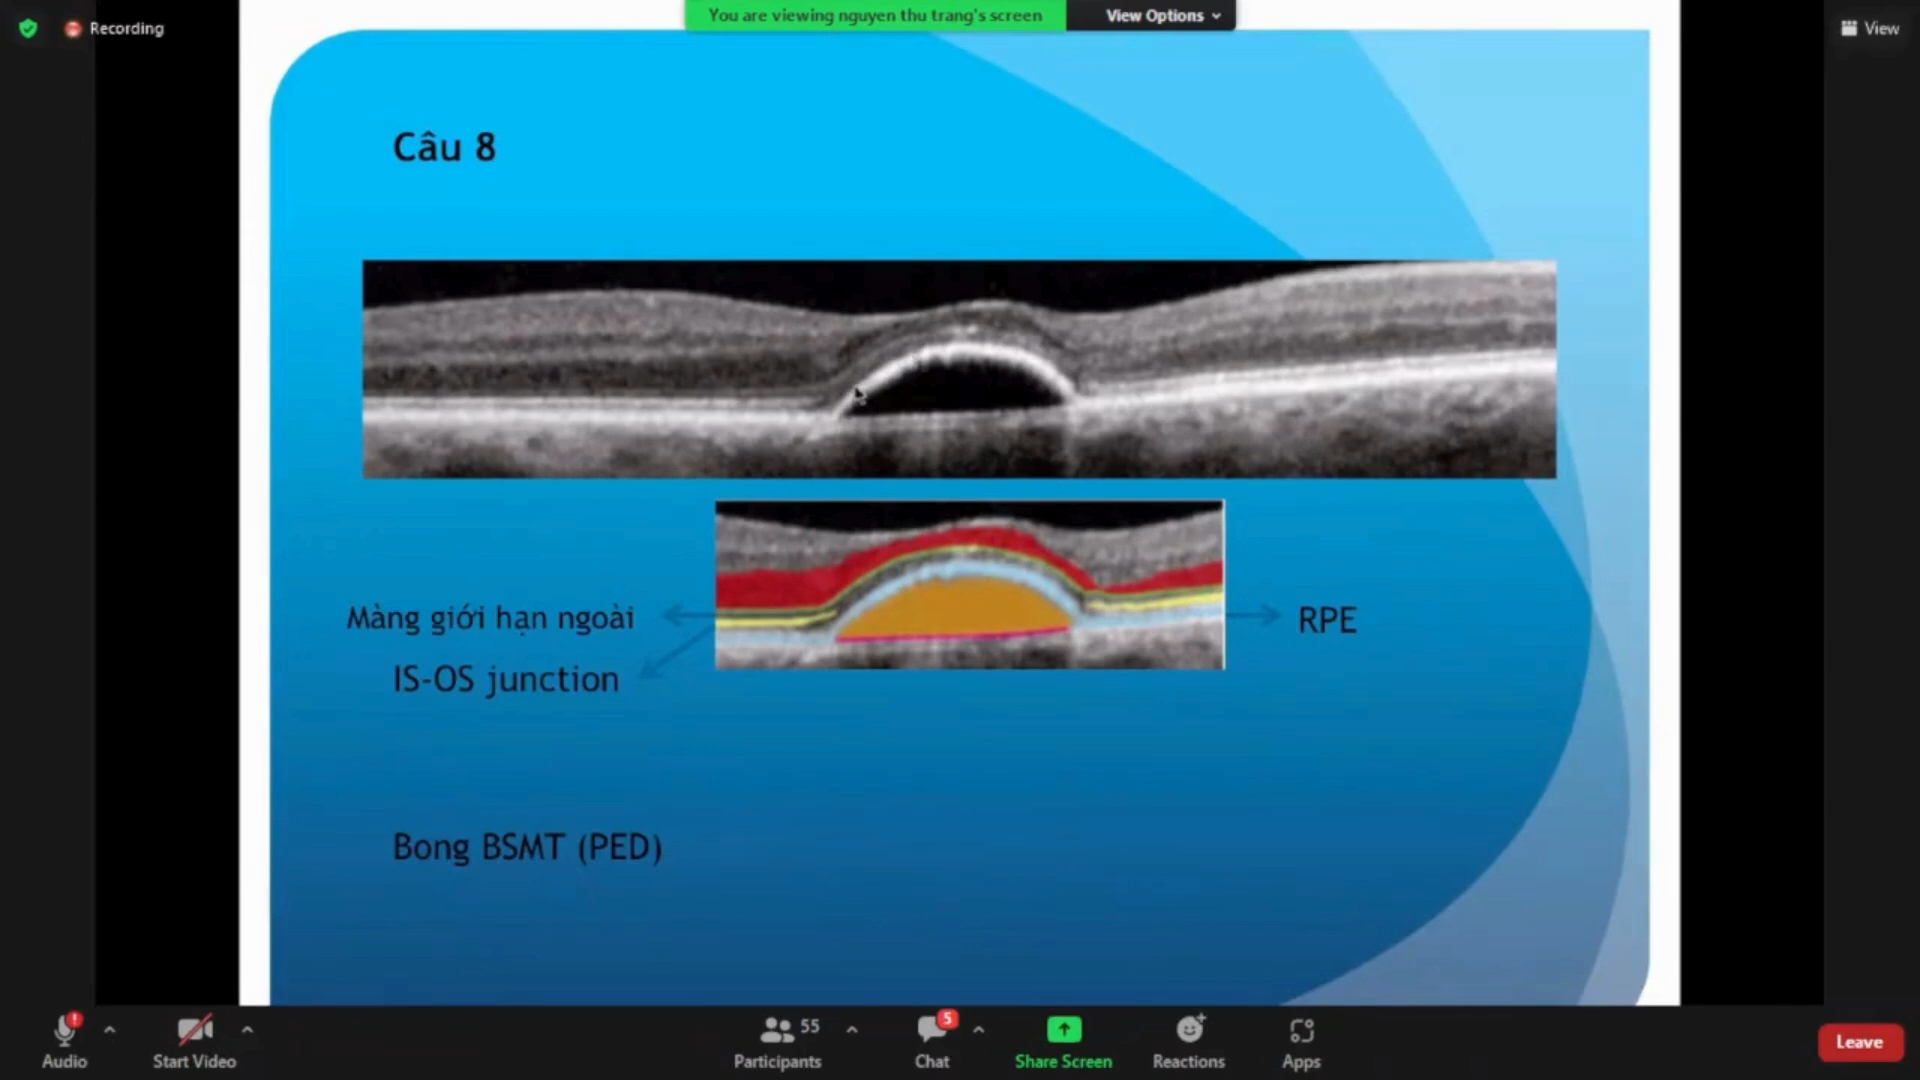 You are viewing nguyen thu trang's screen
View Options
Recording
View
Câu 8
Màng giới hạn ngoài
RPE
IS-OS junction
Bong BSMT (PED)
Audio
Start Video
55
Participants
5
Chat
Share Screen
Reactions
Apps
Leave